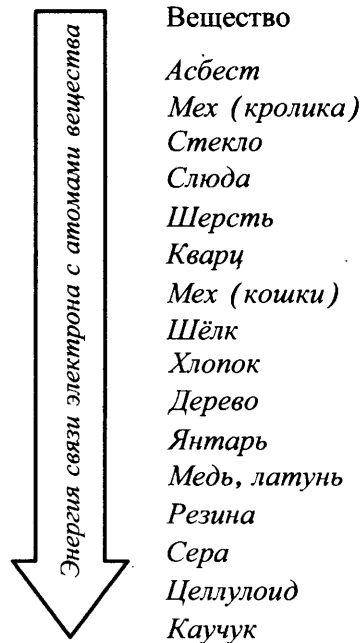 Энергия связи электрона с атомами вещества
Вещество
Асбест
Мех (кролика)
Стекло
Слюда
Шерсть
Кварц
Мех (кошки)
Шёлк
Хлопок
Дерево
Янтарь
Медь, латунь
Резина
Сера
Целлулоид
Каучук